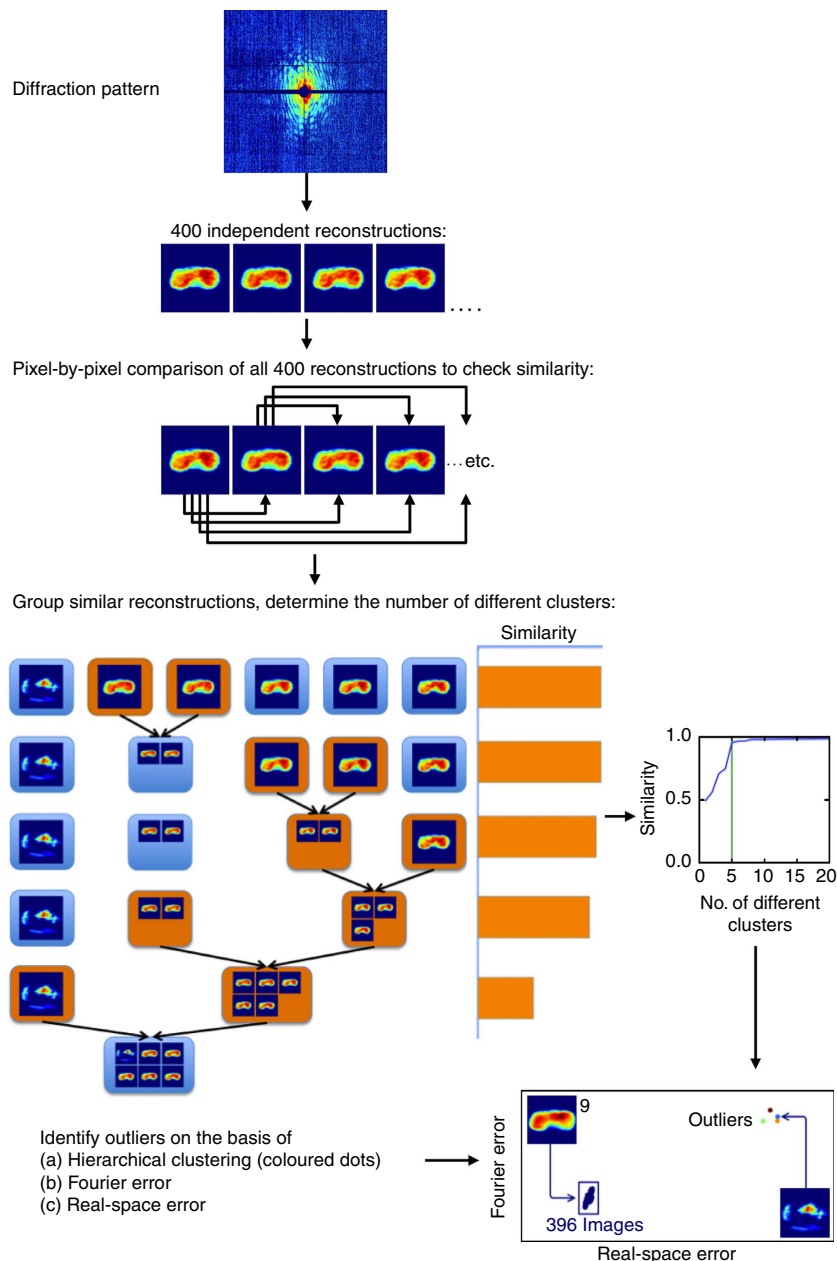 Diffraction pattern
400 independent reconstructions:
....
Pixel-by-pixel comparison of all 400 reconstructions to check similarity:
...etc.
Group similar reconstructions, determine the number of different clusters:
Similarity
1.0
0.5
0.0
Similarity
0 5 10 15 20
No. of different
clusters
Identify outliers on the basis of
(a) Hierarchical clustering (coloured dots)
(b) Fourier error
(c) Real-space error
Fourier error
9
Outliers
396 Images
Real-space error